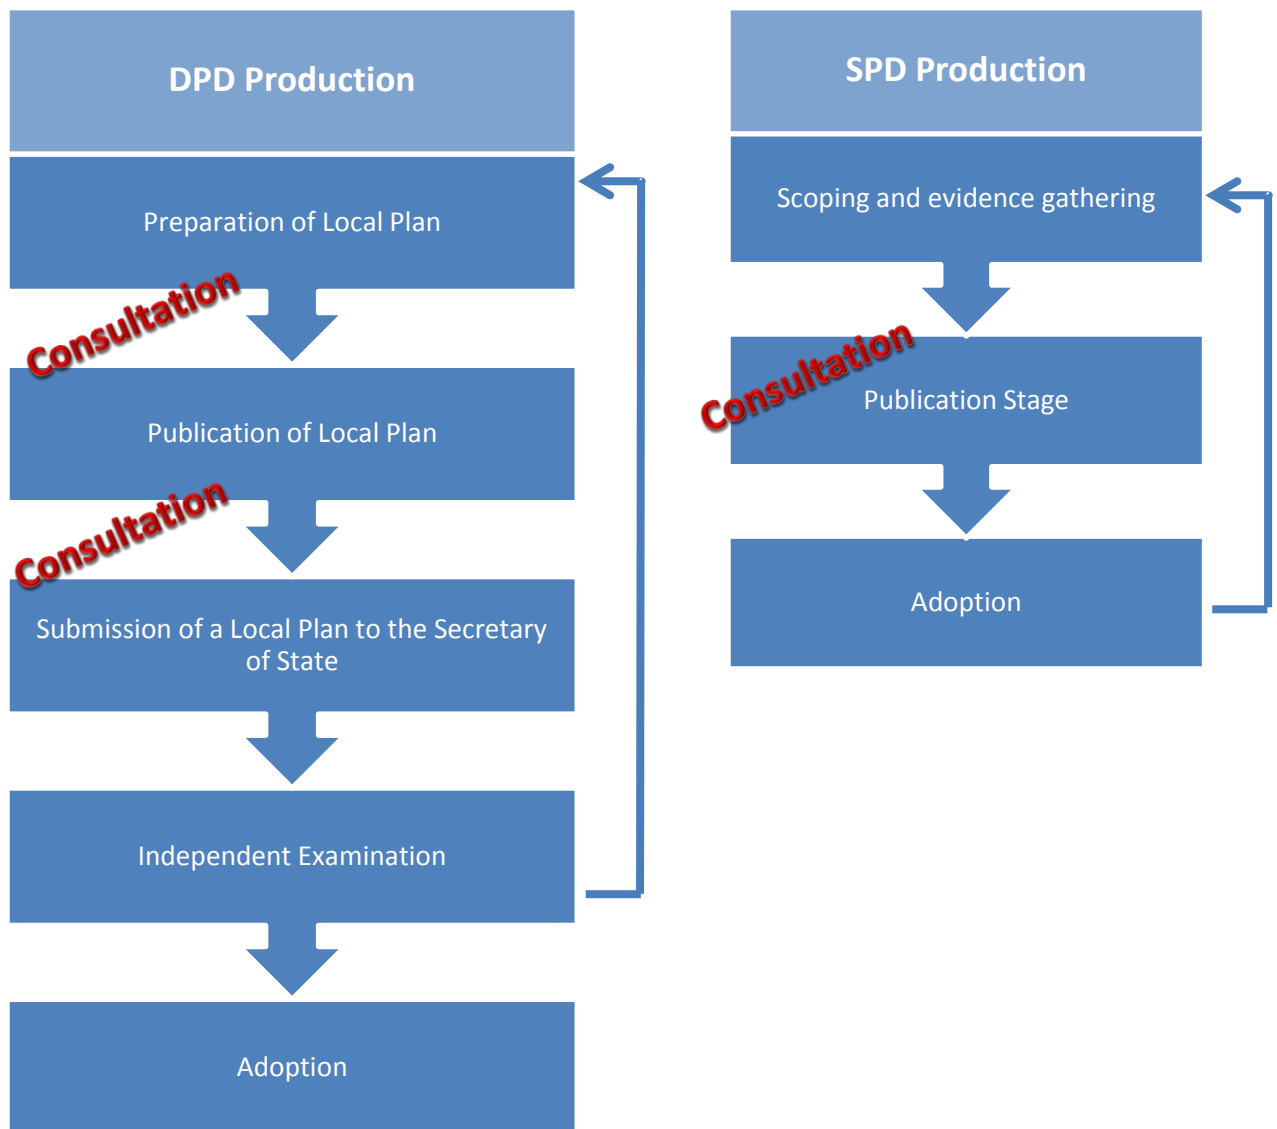 DPD Production
Preparation of Local Plan
Consultation
Publication of Local Plan
Consultation
Submission of a Local Plan to the Secretary
of State
Independent Examination
Adoption
SPD Production
Scoping and evidence gathering
Consultation
Publication Stage
Adoption